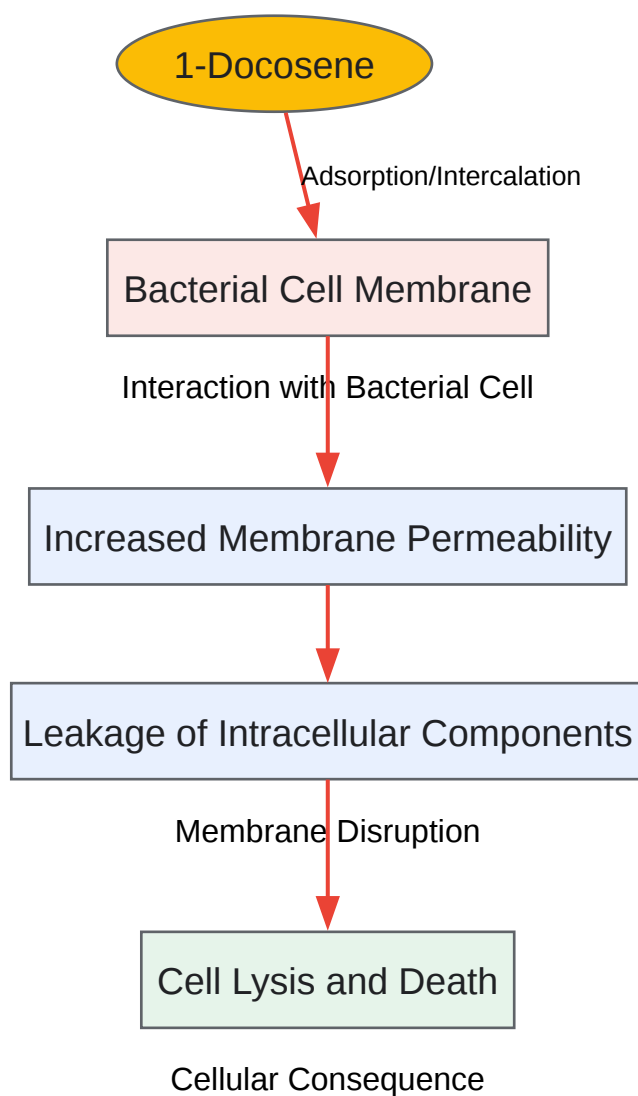 1-Docosene
Adsorption/Intercalation
Bacterial Cell Membrane
Interaction with Bacterial Cell
Increased Membrane Permeability
Leakage of Intracellular Components
Membrane Disruption
Cell Lysis and Death
Cellular Consequence